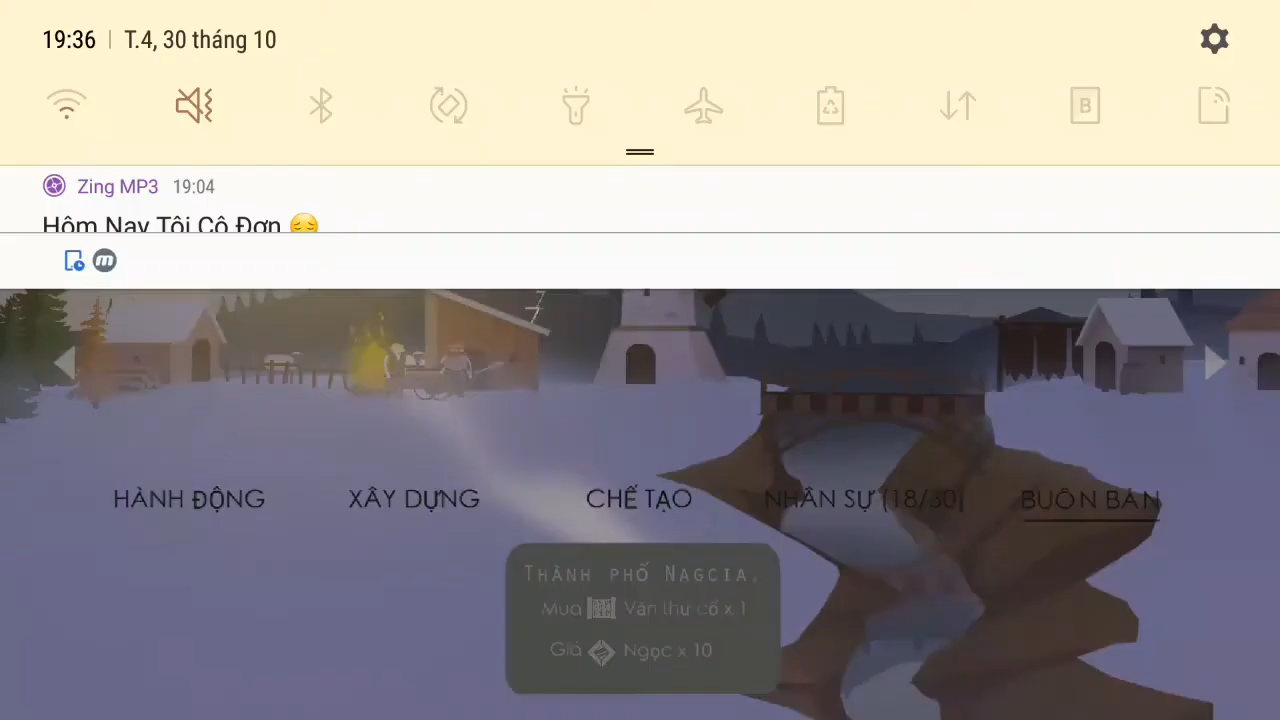 19:36 | T.4, 30 tháng 10
B
Zing MP3 19:04
Hôm Nay Tôi Cô Đơn 😔
m
HÀNH ĐỘNG
XÂY DỰNG
CHẾ TẠO
NHÂN SỰ (18/30)
BUÔN BÁN
Thành phố Nagcia.
Mua Văn thư cổ x 1
Giá Ngọc x 10